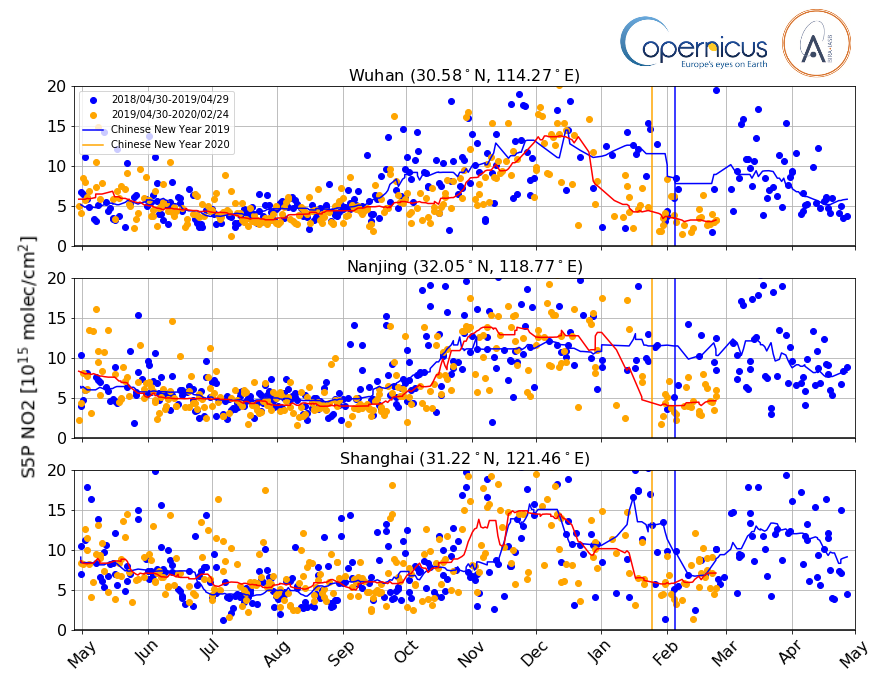 opernicus
Europe's eyes on Earth
BIRA-IASB
Wuhan (30.58°N, 114.27°E)
20
15
10
5
0
2018/04/30-2019/04/29
2019/04/30-2020/02/24
Chinese New Year 2019
Chinese New Year 2020
Nanjing (32.05°N, 118.77°E)
20
15
10
5
0
S5P NO2 [10¹⁵ molec/cm²]
Shanghai (31.22°N, 121.46°E)
20
15
10
5
0
May Jun Jul Aug Sep Oct Nov Dec Jan Feb Mar Apr May